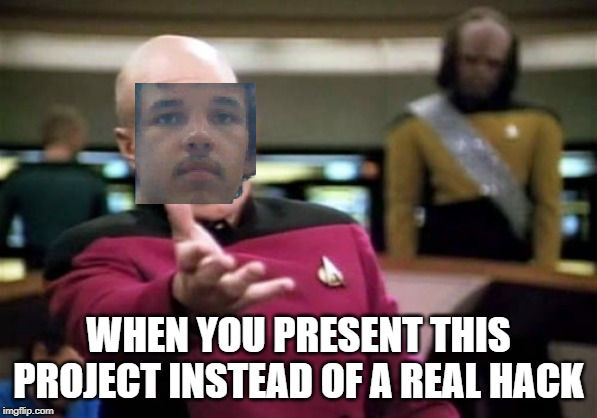 WHEN YOU PRESENT THIS
PROJECT INSTEAD OF A REAL HACK
imgflip.com